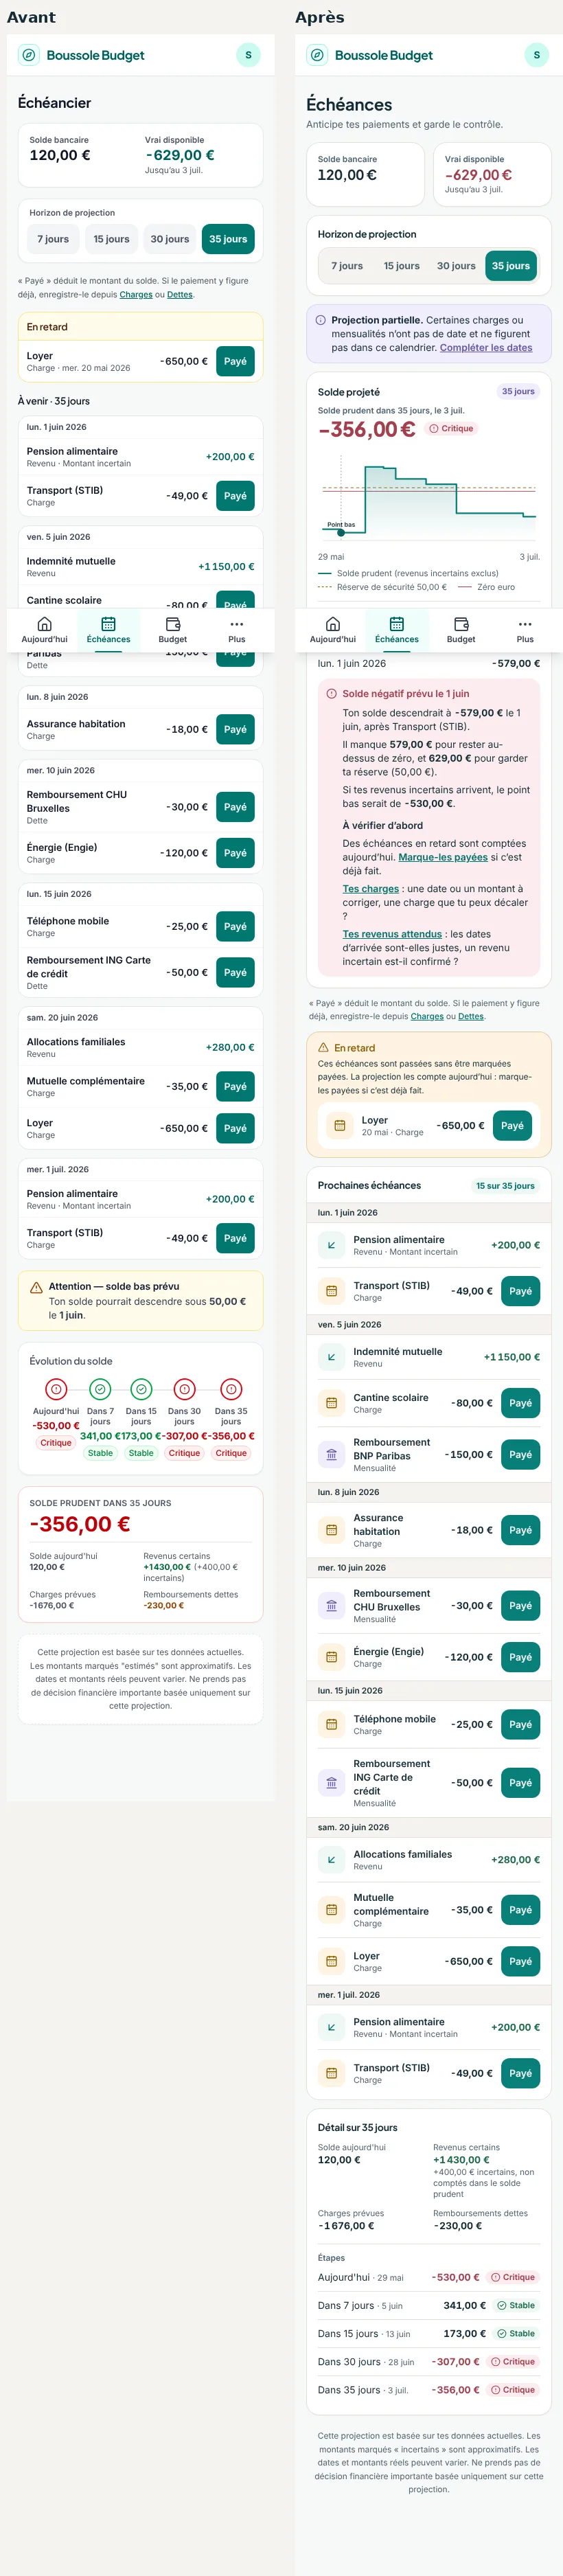 Avant
Boussole Budget
S
Échéancier
Solde bancaire
120,00 €
Vrai disponible
-629,00 €
Jusqu'au 3 juil.
Horizon de projection
7 jours
15 jours
30 jours
35 jours
« Payé » déduit le montant du solde. Si le paiement y figure
déjà, enregistre-le depuis Charges ou Dettes.
En retard
Loyer
Charge · mer. 20 mai 2026
-650,00 €
Payé
À venir · 35 jours
lun. 1 juin 2026
Pension alimentaire
Revenu · Montant incertain
+200,00 €
Transport (STIB)
Charge
-49,00 €
Payé
ven. 5 juin 2026
Indemnité mutuelle
Revenu
+1 150,00 €
Cantine scolaire
-80,00 €
Payé
Aujourd'hui
Échéances
Budget
Plus
Paribas
Dette
-150,00 €
Payé
lun. 8 juin 2026
Assurance habitation
Charge
-18,00 €
Payé
mer. 10 juin 2026
Remboursement CHU
Bruxelles
Dette
-30,00 €
Payé
Énergie (Engie)
Charge
-120,00 €
Payé
lun. 15 juin 2026
Téléphone mobile
Charge
-25,00 €
Payé
Remboursement ING Carte
de crédit
Dette
-50,00 €
Payé
sam. 20 juin 2026
Allocations familiales
Revenu
+280,00 €
Mutuelle complémentaire
Charge
-35,00 €
Payé
Loyer
Charge
-650,00 €
Payé
mer. 1 juil. 2026
Pension alimentaire
Revenu · Montant incertain
+200,00 €
Transport (STIB)
Charge
-49,00 €
Payé
Attention — solde bas prévu
Ton solde pourrait descendre sous 50,00 €
le 1 juin.
Évolution du solde
Aujourd'hui
-530,00 €
Critique
Dans 7
jours
341,00 €
Stable
Dans 15
jours
173,00 €
Stable
Dans 30
jours
-307,00 €
Critique
Dans 35
jours
-356,00 €
Critique
SOLDE PRUDENT DANS 35 JOURS
-356,00 €
Solde aujourd'hui
120,00 €
Revenus certains
+1 430,00 € (+400,00 €
incertains)
Charges prévues
-1 676,00 €
Remboursements dettes
-230,00 €
Cette projection est basée sur tes données actuelles.
Les montants marqués "estimés" sont approximatifs. Les
dates et montants réels peuvent varier. Ne prends pas
de décision financière importante basée uniquement sur
cette projection.
Après
Boussole Budget
S
Échéances
Anticipe tes paiements et garde le contrôle.
Solde bancaire
120,00 €
Vrai disponible
-629,00 €
Jusqu'au 3 juil.
Horizon de projection
7 jours
15 jours
30 jours
35 jours
Projection partielle. Certaines charges ou
mensualités n'ont pas de date et ne figurent
pas dans ce calendrier. Compléter les dates
Solde projeté
35 jours
Solde prudent dans 35 jours, le 3 juil.
-356,00 €
Critique
Point bas
29 mai
3 juil.
Solde prudent (revenus incertains exclus)
Réserve de sécurité 50,00 €
Zéro euro
Aujourd'hui
Échéances
Budget
Plus
lun. 1 juin 2026
-579,00 €
Solde négatif prévu le 1 juin
Ton solde descendrait à -579,00 € le 1
juin, après Transport (STIB).
Il manque 579,00 € pour rester au-
dessus de zéro, et 629,00 € pour garder
ta réserve (50,00 €).
Si tes revenus incertains arrivent, le point
bas serait de -530,00 €.
À vérifier d'abord
Des échéances en retard sont comptées
aujourd'hui. Marque-les payées si c'est
déjà fait.
Tes charges : une date ou un montant à
corriger, une charge que tu peux décaler
?
Tes revenus attendus : les dates
d'arrivée sont-elles justes, un revenu
incertain est-il confirmé ?
« Payé » déduit le montant du solde. Si le paiement y figure
déjà, enregistre-le depuis Charges ou Dettes.
En retard
Ces échéances sont passées sans être marquées
payées. La projection les compte aujourd'hui : marque-
les payées si c'est déjà fait.
Loyer
20 mai · Charge
-650,00 €
Payé
Prochaines échéances
15 sur 35 jours
lun. 1 juin 2026
Pension alimentaire
Revenu · Montant incertain
+200,00 €
Transport (STIB)
Charge
-49,00 €
Payé
ven. 5 juin 2026
Indemnité mutuelle
Revenu
+1 150,00 €
Cantine scolaire
Charge
-80,00 €
Payé
Remboursement
BNP Paribas
Mensualité
-150,00 €
Payé
lun. 8 juin 2026
Assurance
habitation
Charge
-18,00 €
Payé
mer. 10 juin 2026
Remboursement
CHU Bruxelles
Mensualité
-30,00 €
Payé
Énergie (Engie)
Charge
-120,00 €
Payé
lun. 15 juin 2026
Téléphone mobile
Charge
-25,00 €
Payé
Remboursement
ING Carte de
crédit
Mensualité
-50,00 €
Payé
sam. 20 juin 2026
Allocations familiales
Revenu
+280,00 €
Mutuelle
complémentaire
Charge
-35,00 €
Payé
Loyer
Charge
-650,00 €
Payé
mer. 1 juil. 2026
Pension alimentaire
Revenu · Montant incertain
+200,00 €
Transport (STIB)
Charge
-49,00 €
Payé
Détail sur 35 jours
Solde aujourd'hui
120,00 €
Revenus certains
+1 430,00 €
+400,00 € incertains, non
comptés dans le solde
prudent
Charges prévues
-1 676,00 €
Remboursements dettes
-230,00 €
Étapes
Aujourd'hui · 29 mai
-530,00 €
Critique
Dans 7 jours · 5 juin
341,00 €
Stable
Dans 15 jours · 13 juin
173,00 €
Stable
Dans 30 jours · 28 juin
-307,00 €
Critique
Dans 35 jours · 3 juil.
-356,00 €
Critique
Cette projection est basée sur tes données actuelles. Les
montants marqués « incertains » sont approximatifs. Les
dates et montants réels peuvent varier. Ne prends pas de
décision financière importante basée uniquement sur cette
projection.